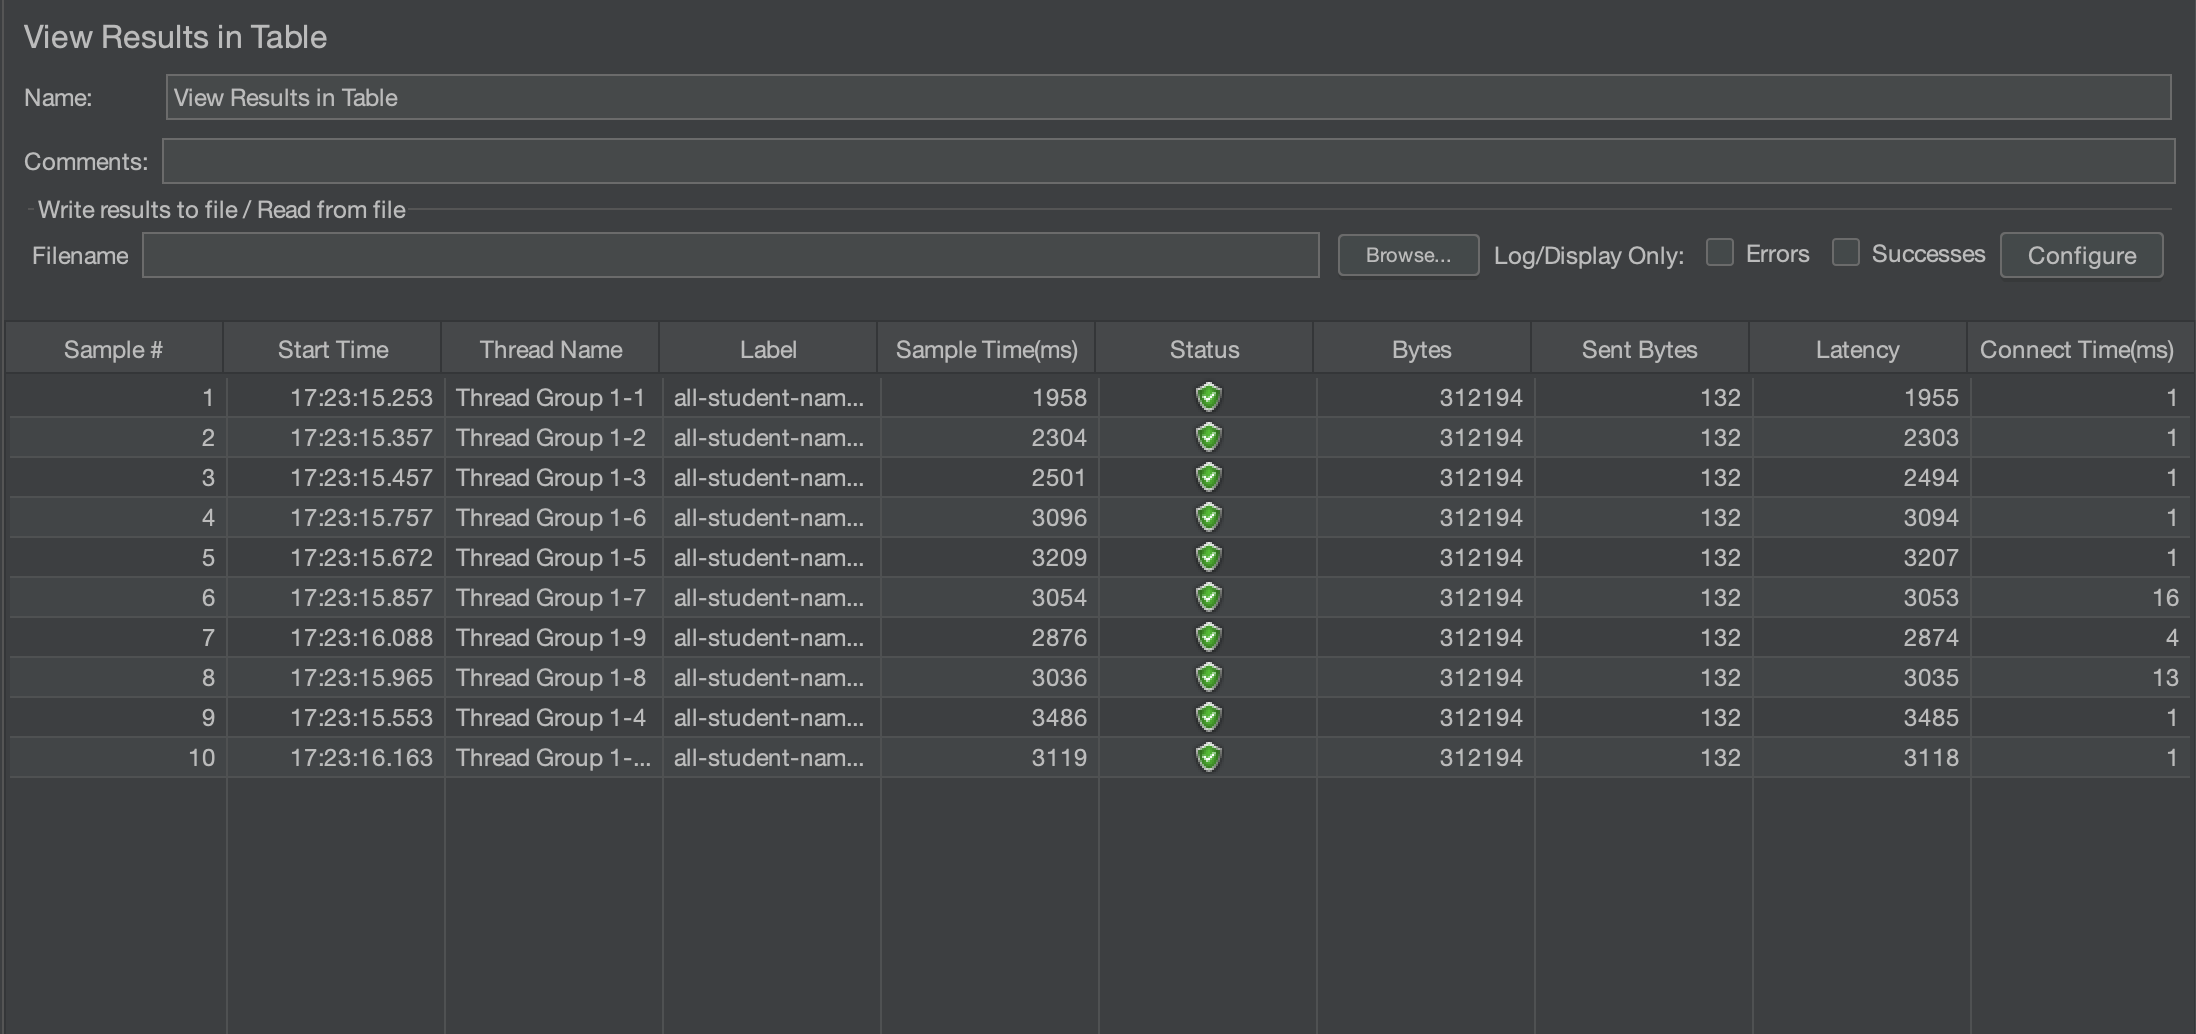 View Results in Table
Name: View Results in Table
Comments:
Write results to file / Read from file
Filename Browse... Log/Display Only: Errors Successes Configure
Sample # Start Time Thread Name Label Sample Time(ms) Status Bytes Sent Bytes Latency Connect Time(ms)
1 17:23:15.253 Thread Group 1-1 all-student-nam... 1958 312194 132 1955 1
2 17:23:15.357 Thread Group 1-2 all-student-nam... 2304 312194 132 2303 1
3 17:23:15.457 Thread Group 1-3 all-student-nam... 2501 312194 132 2494 1
4 17:23:15.757 Thread Group 1-6 all-student-nam... 3096 312194 132 3094 1
5 17:23:15.672 Thread Group 1-5 all-student-nam... 3209 312194 132 3207 1
6 17:23:15.857 Thread Group 1-7 all-student-nam... 3054 312194 132 3053 16
7 17:23:16.088 Thread Group 1-9 all-student-nam... 2876 312194 132 2874 4
8 17:23:15.965 Thread Group 1-8 all-student-nam... 3036 312194 132 3035 13
9 17:23:15.553 Thread Group 1-4 all-student-nam... 3486 312194 132 3485 1
10 17:23:16.163 Thread Group 1-... all-student-nam... 3119 312194 132 3118 1